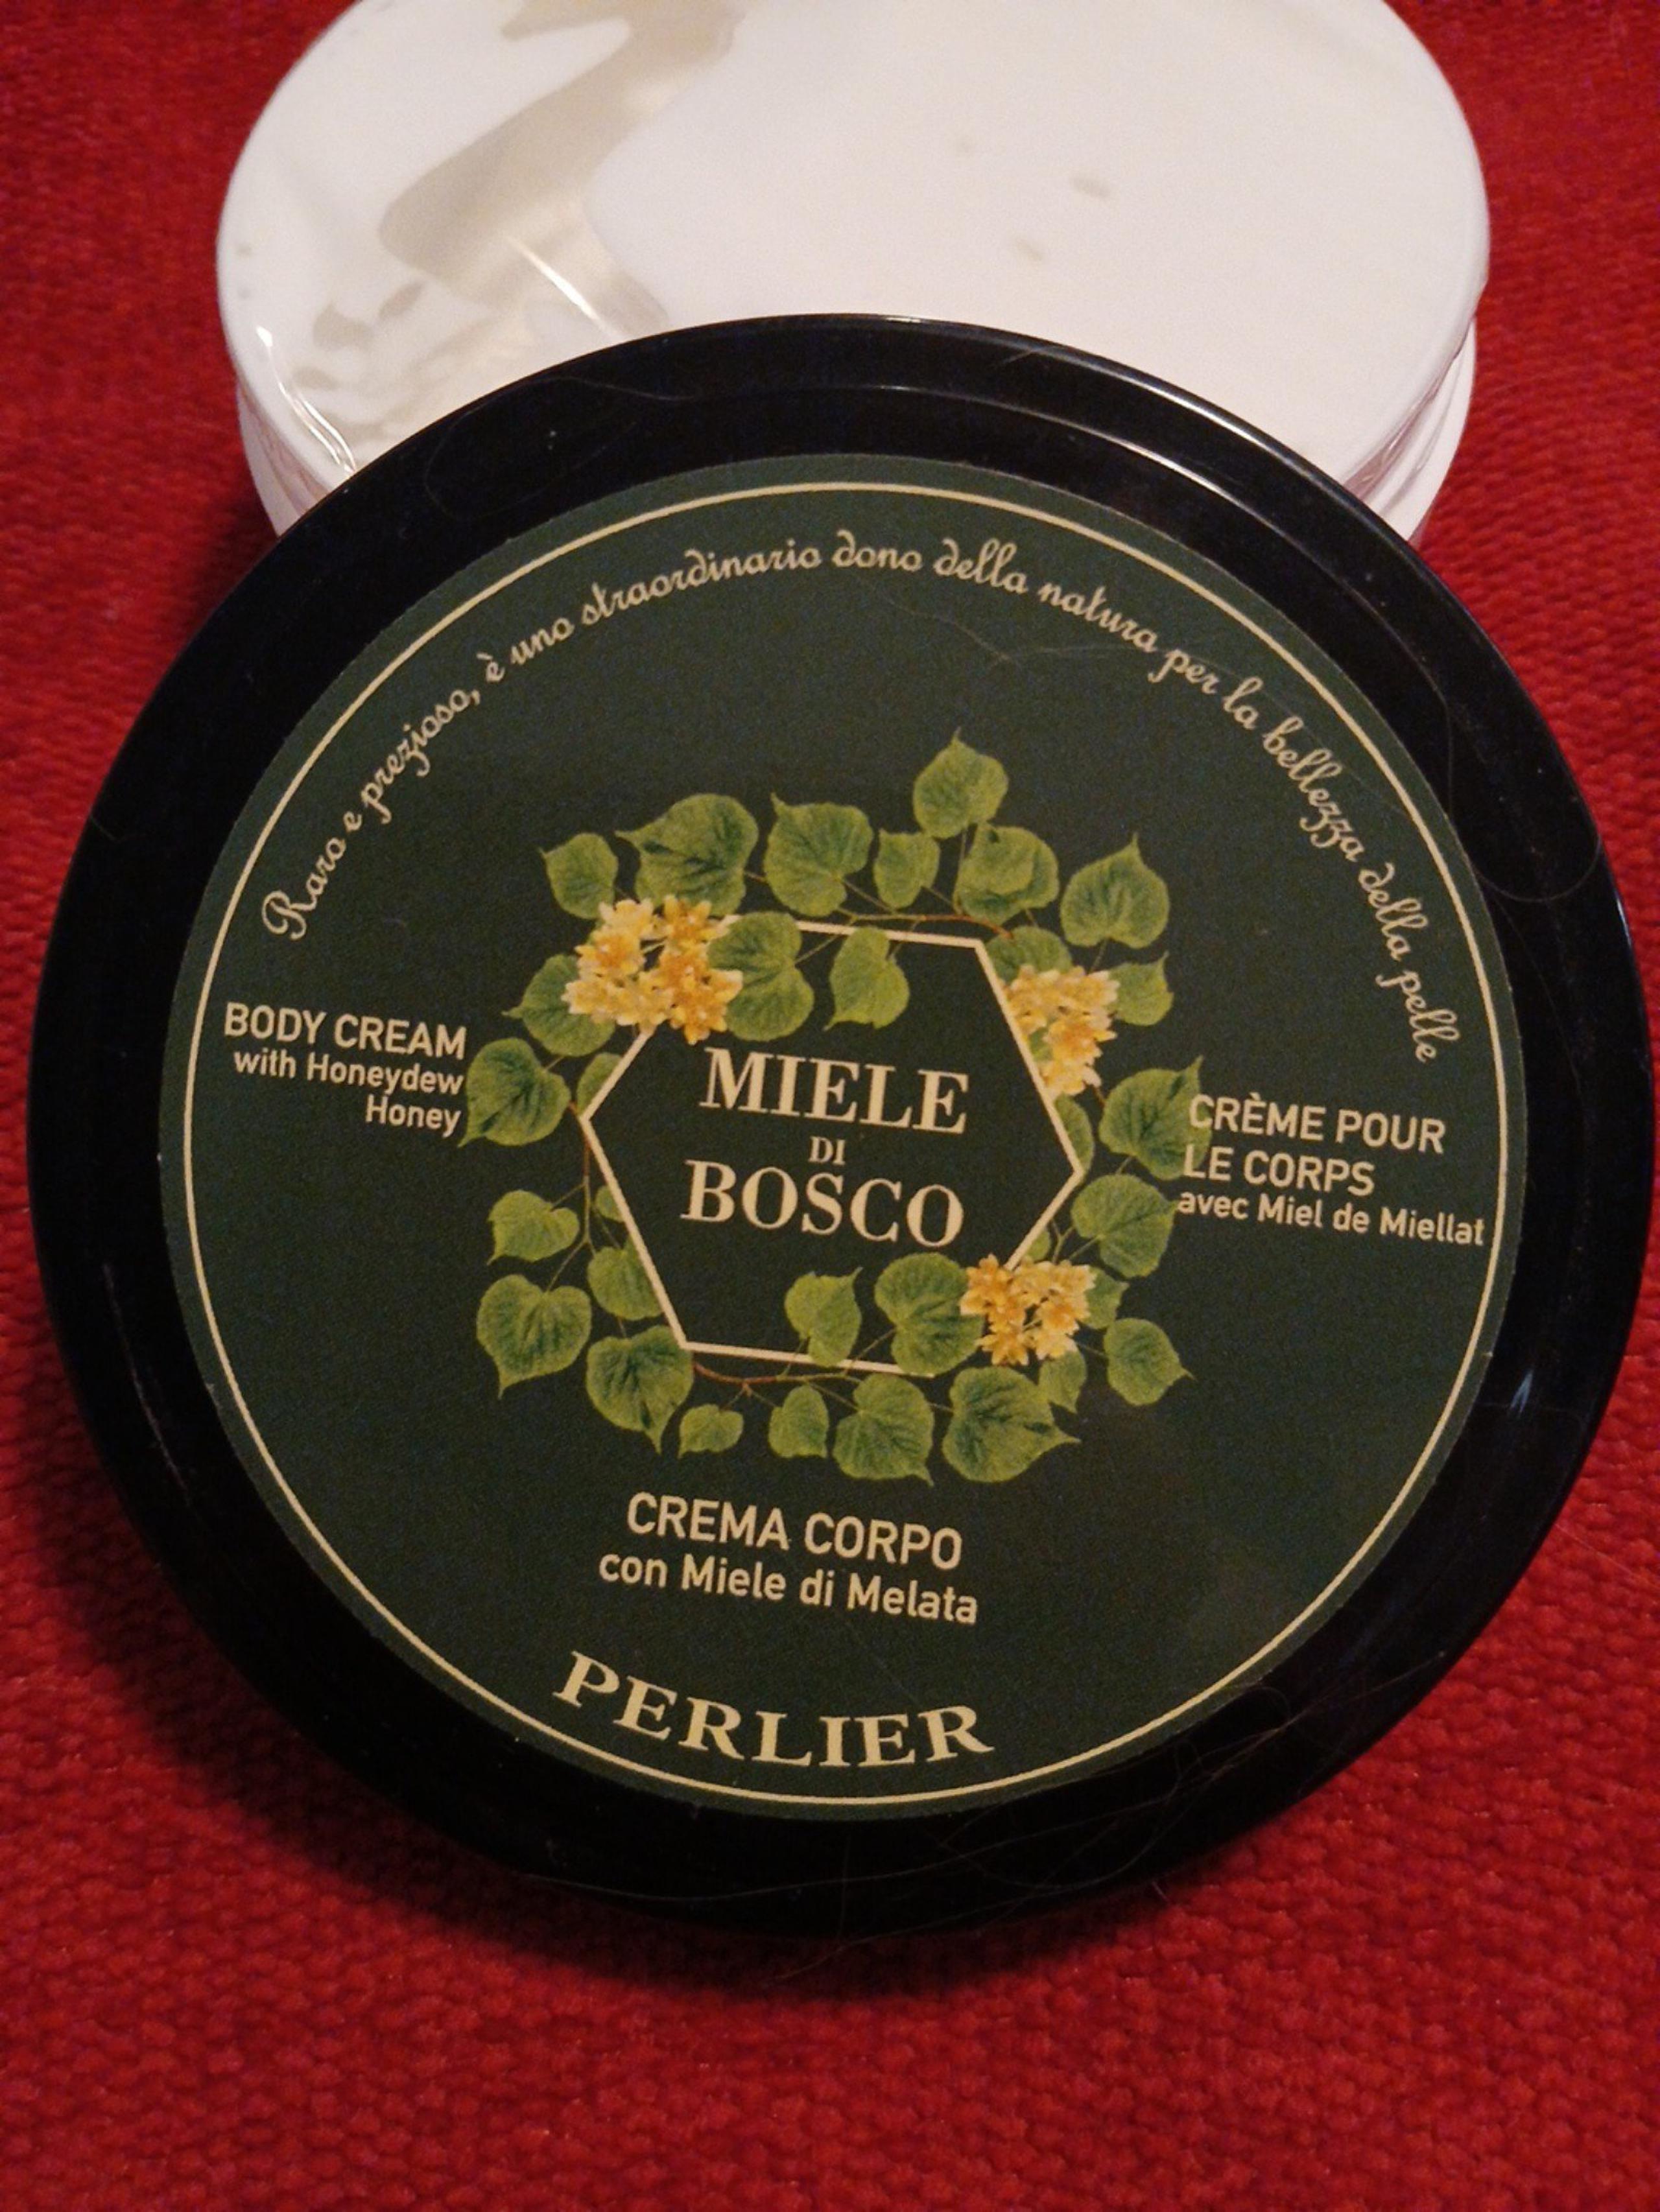 Raro e prezioso, è uno straordinario dono della natura per la bellezza della pelle
BODY CREAM
with Honeydew
Honey
MIELE
DI
BOSCO
CRÈME POUR
LE CORPS
avec Miel de Miellat
CREMA CORPO
con Miele di Melata
PERLIER